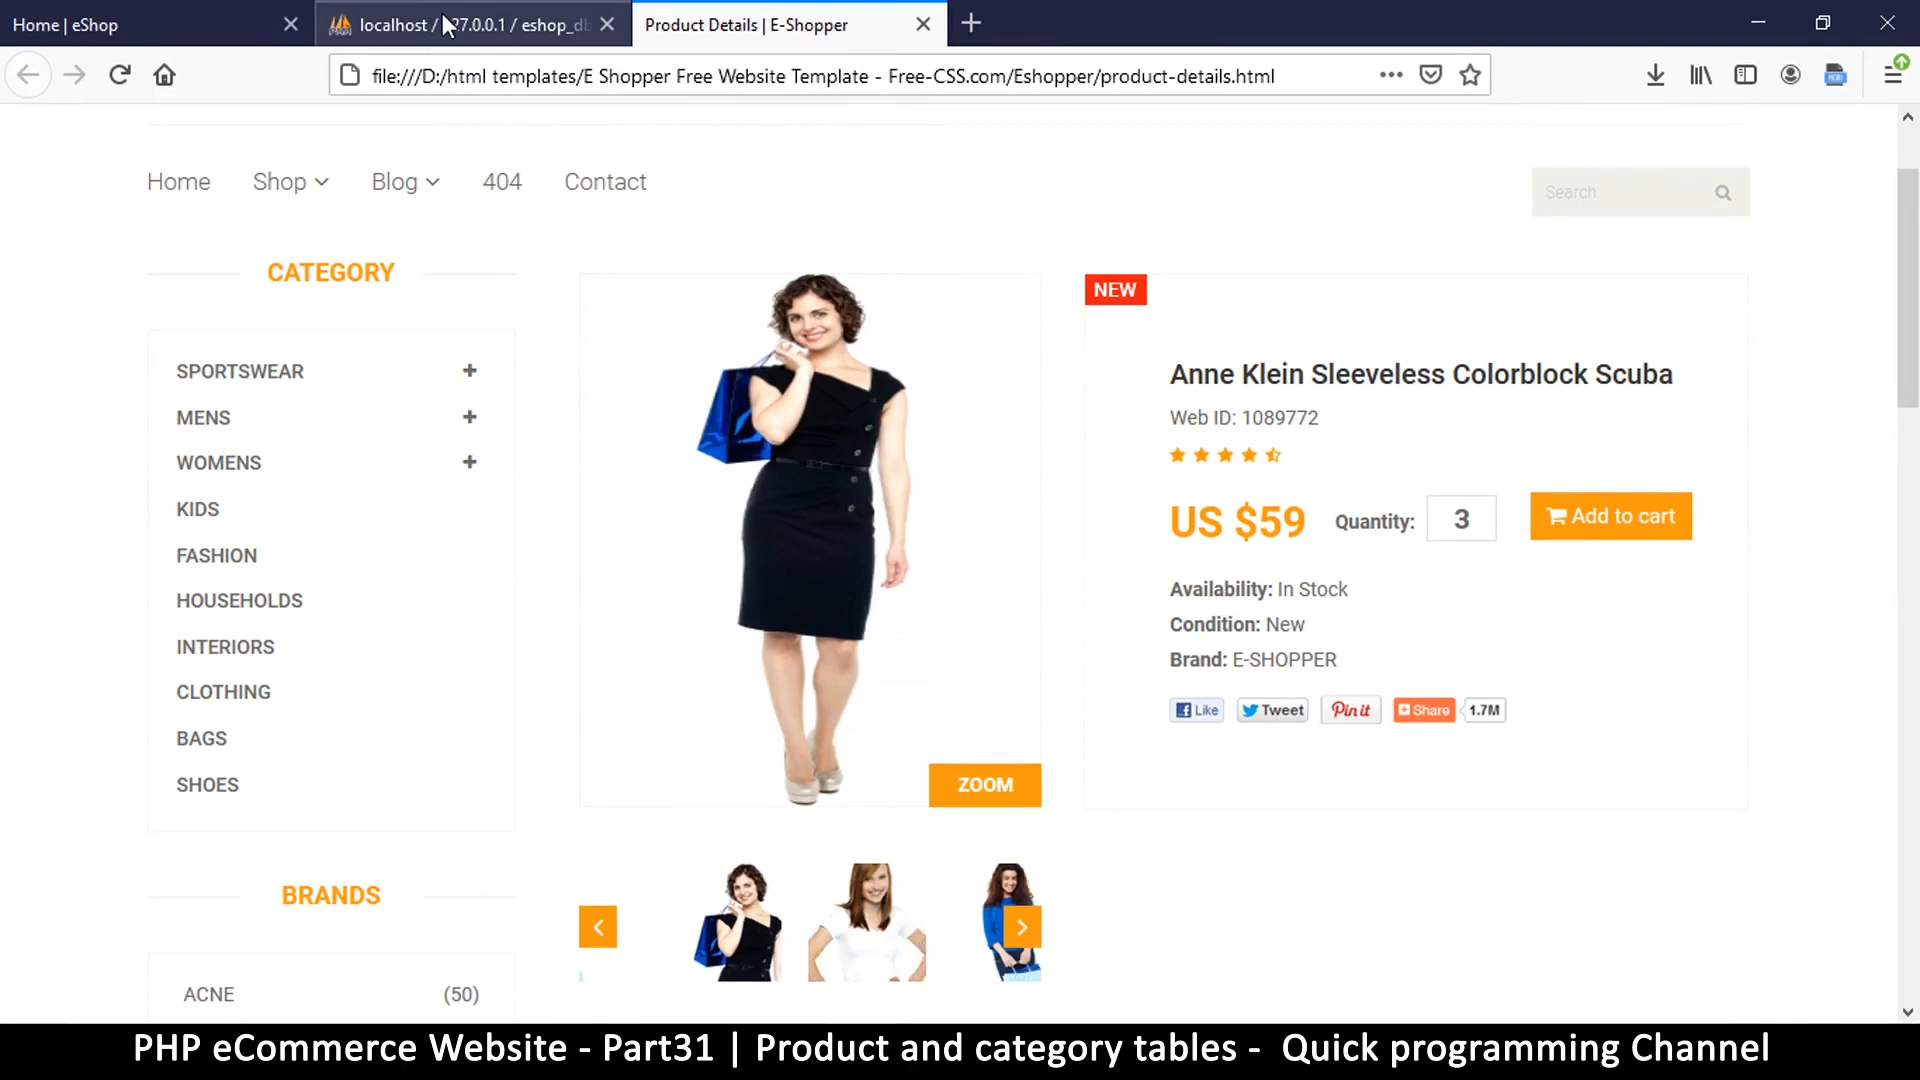 Home | eShop
localhost / 127.0.0.1 / eshop_db
Product Details | E-Shopper
file:///D:/html templates/E Shopper Free Website Template - Free-CSS.com/Eshopper/product-details.html
Home
Shop
Blog
404
Contact
Search
CATEGORY
SPORTSWEAR
MENS
WOMENS
KIDS
FASHION
HOUSEHOLDS
INTERIORS
CLOTHING
BAGS
SHOES
BRANDS
ACNE (50)
ZOOM
NEW
Anne Klein Sleeveless Colorblock Scuba
Web ID: 1089772
US $59 Quantity: 3 Add to cart
Availability: In Stock
Condition: New
Brand: E-SHOPPER
Like Tweet Pin it Share 1.7M
PHP eCommerce Website - Part31 | Product and category tables - Quick programming Channel